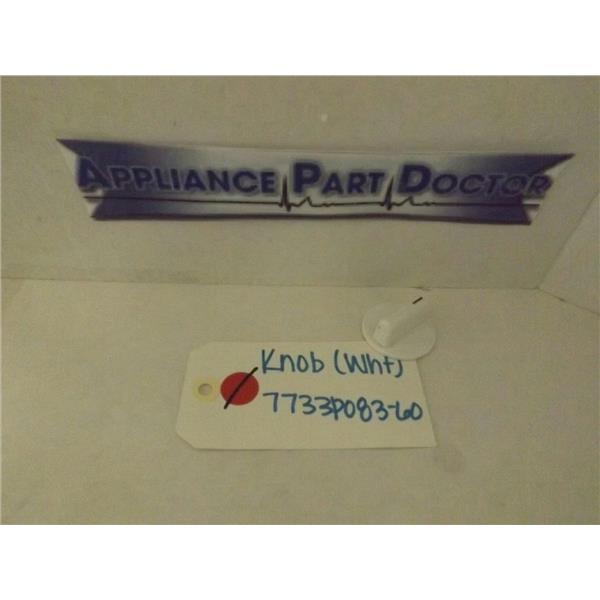 APPLIANCE PART DOCTOR
Knob (Wht)
7733P083-60